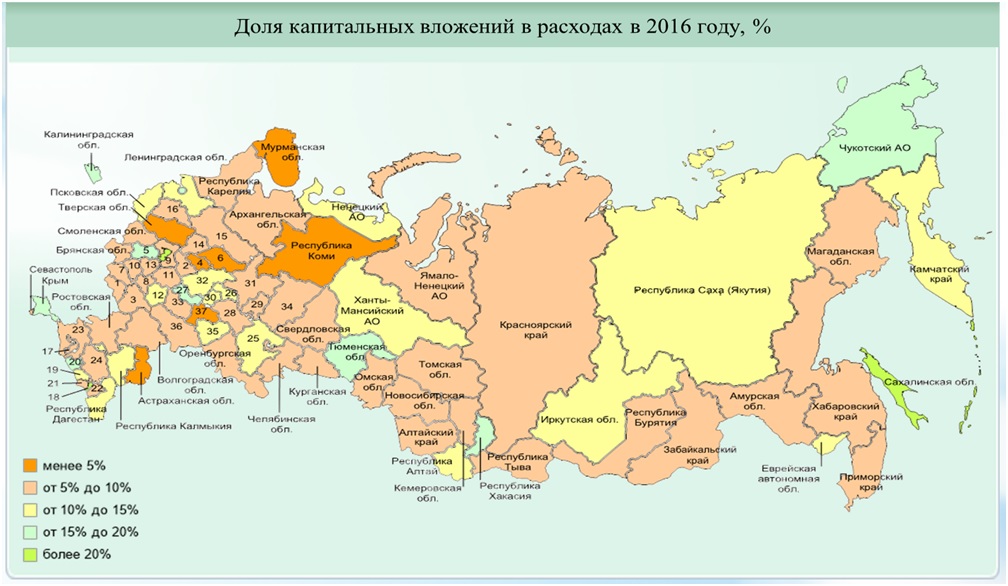 Доля капитальных вложений в расходах в 2016 году, %
Калининградская
обл.
Ленинградская обл.
Мурманская
обл.
Чукотский АО
Псковская обл.
Республика
Карелия
Тверская обл.
16
Ненецкий
АО
Архангельская
обл.
Смоленская обл.
15
14
Республика
Коми
Брянская обл.
5
9
7
10
13
2
4
6
11
Севастополь
Крым
1
8
32
31
Ямало-
Ненецкий
АО
Магаданская
обл.
Камчатский
край
Ростовская
обл.
3
12
27
33
30
26
29
28
34
37
Ханты-
Мансийский
АО
Республика Саха (Якутия)
23
36
35
25
Свердловская
обл.
Красноярский
край
17
20
24
Оренбургская
обл.
Тюменская
обл.
19
21
18
22
Волгоградская
обл.
Астраханская обл.
Республика
Дагестан
Республика Калмыкия
Челябинская
обл.
Курганская
обл.
Омская
обл.
Томская
обл.
Новосибирская
обл.
Алтайский
край
Республика
Алтай
Кемеровская
обл.
Республика
Хакасия
Республика
Тыва
Иркутская обл.
Республика
Бурятия
Забайкальский
край
Амурская
обл.
Еврейская
автономная
обл.
Хабаровский
край
Приморский
край
Сахалинская обл.
менее 5%
от 5% до 10%
от 10% до 15%
от 15% до 20%
более 20%